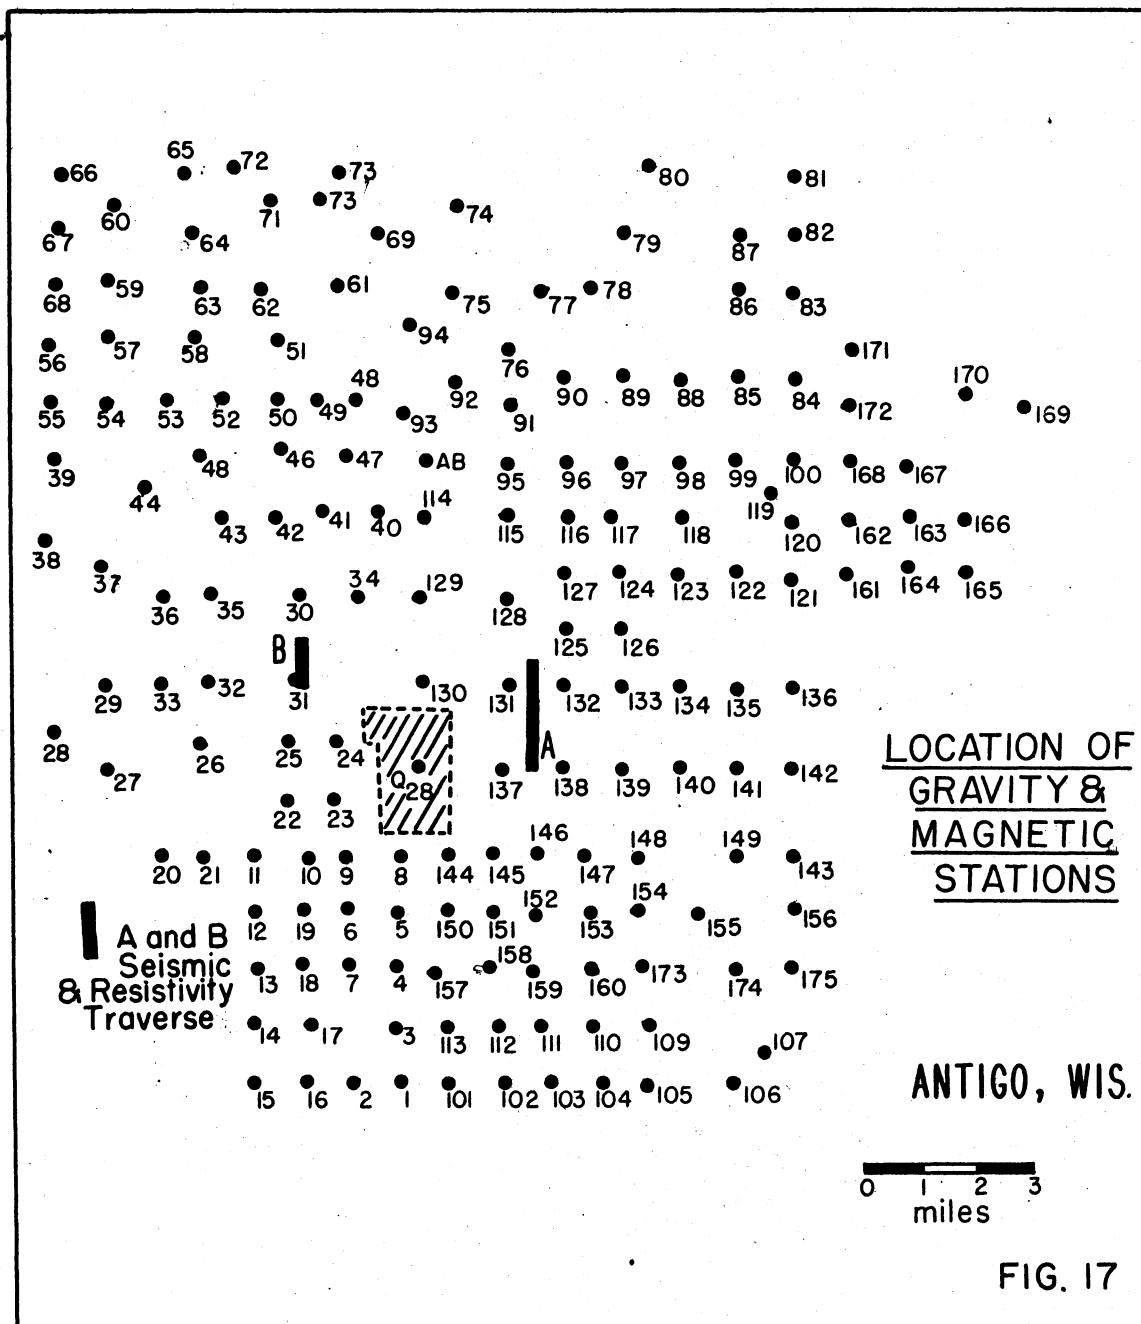 65 72 73
66 80 81
60 71 73 74
67 64 69 79 87 82
68 59 63 62 61 75 77 78 86 83
94
56 57 58 51 76 171
48 92 90 89 88 85 84 170
55 54 53 52 50 49 93 91 172 169
39 48 46 47 AB 95 96 97 98 99 100 168 167
44 114 119
43 42 41 40 115 116 117 118 120 162 163 166
38
37 34 129 127 124 123 122 121 161 164 165
36 35 30 128
125 126
B
29 33 32 31 130 131 132 133 134 135 136
28 26 25 24 A
27 Q 28 137 138 139 140 141 142
22 23
LOCATION OF
GRAVITY &
MAGNETIC
STATIONS
146 148 149
20 21 11 10 9 8 144 145 147 143
152 154
12 19 6 5 150 151 153 155 156
158
13 18 7 4 157 159 160 173 174 175
A and B
Seismic
& Resistivity
Traverse
14 17 3 113 112 111 110 109 107
15 16 2 1 101 102 103 104 105 106
ANTIGO, WIS.
0 1 2 3
miles
FIG. 17